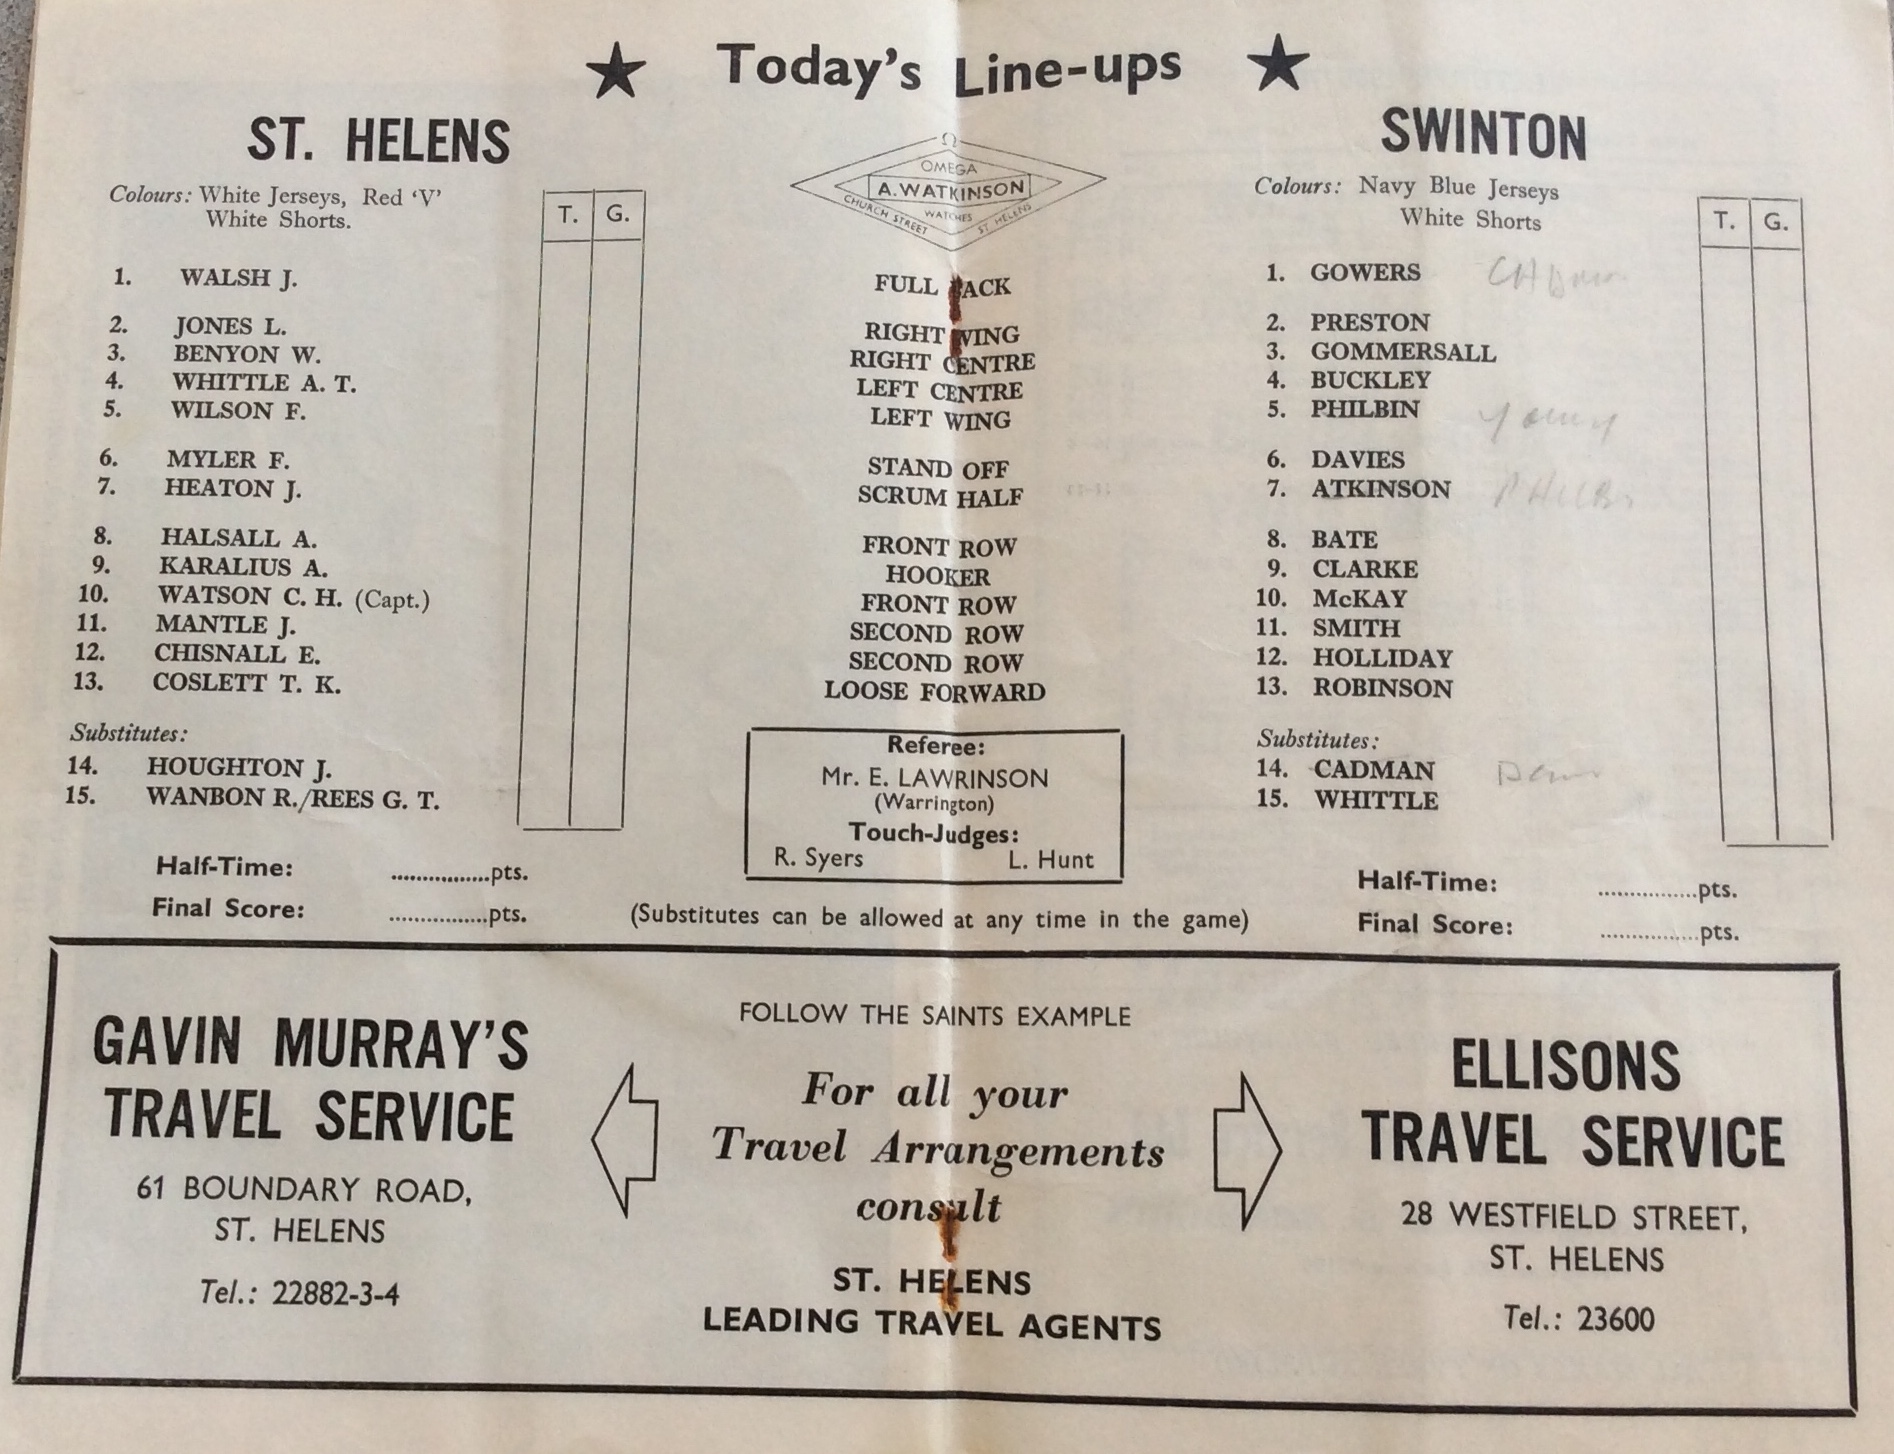 ★ Today's Line-ups ★
ST. HELENS
Colours: White Jerseys, Red 'V'
White Shorts.
T. G.
1. WALSH J.
2. JONES L.
3. BENYON W.
4. WHITTLE A. T.
5. WILSON F.
6. MYLER F.
7. HEATON J.
8. HALSALL A.
9. KARALIUS A.
10. WATSON C. H. (Capt.)
11. MANTLE J.
12. CHISNALL E.
13. COSLETT T. K.
Substitutes:
14. HOUGHTON J.
15. WANBON R./REES G. T.
Half-Time: ................pts.
Final Score: ................pts.
Ω
OMEGA
A. WATKINSON
WATCHES
CHURCH STREET ST. HELENS
FULL BACK
RIGHT WING
RIGHT CENTRE
LEFT CENTRE
LEFT WING
STAND OFF
SCRUM HALF
FRONT ROW
HOOKER
FRONT ROW
SECOND ROW
SECOND ROW
LOOSE FORWARD
Referee:
Mr. E. LAWRINSON
(Warrington)
Touch-Judges:
R. Syers L. Hunt
(Substitutes can be allowed at any time in the game)
SWINTON
Colours: Navy Blue Jerseys
White Shorts
T. G.
1. GOWERS
2. PRESTON
3. GOMMERSALL
4. BUCKLEY
5. PHILBIN
6. DAVIES
7. ATKINSON
8. BATE
9. CLARKE
10. McKAY
11. SMITH
12. HOLLIDAY
13. ROBINSON
Substitutes:
14. CADMAN
15. WHITTLE
Half-Time: ................pts.
Final Score: ................pts.
GAVIN MURRAY'S
TRAVEL SERVICE
61 BOUNDARY ROAD,
ST. HELENS
Tel.: 22882-3-4
FOLLOW THE SAINTS EXAMPLE
For all your
Travel Arrangements
consult
ST. HELENS
LEADING TRAVEL AGENTS
ELLISONS
TRAVEL SERVICE
28 WESTFIELD STREET,
ST. HELENS
Tel.: 23600